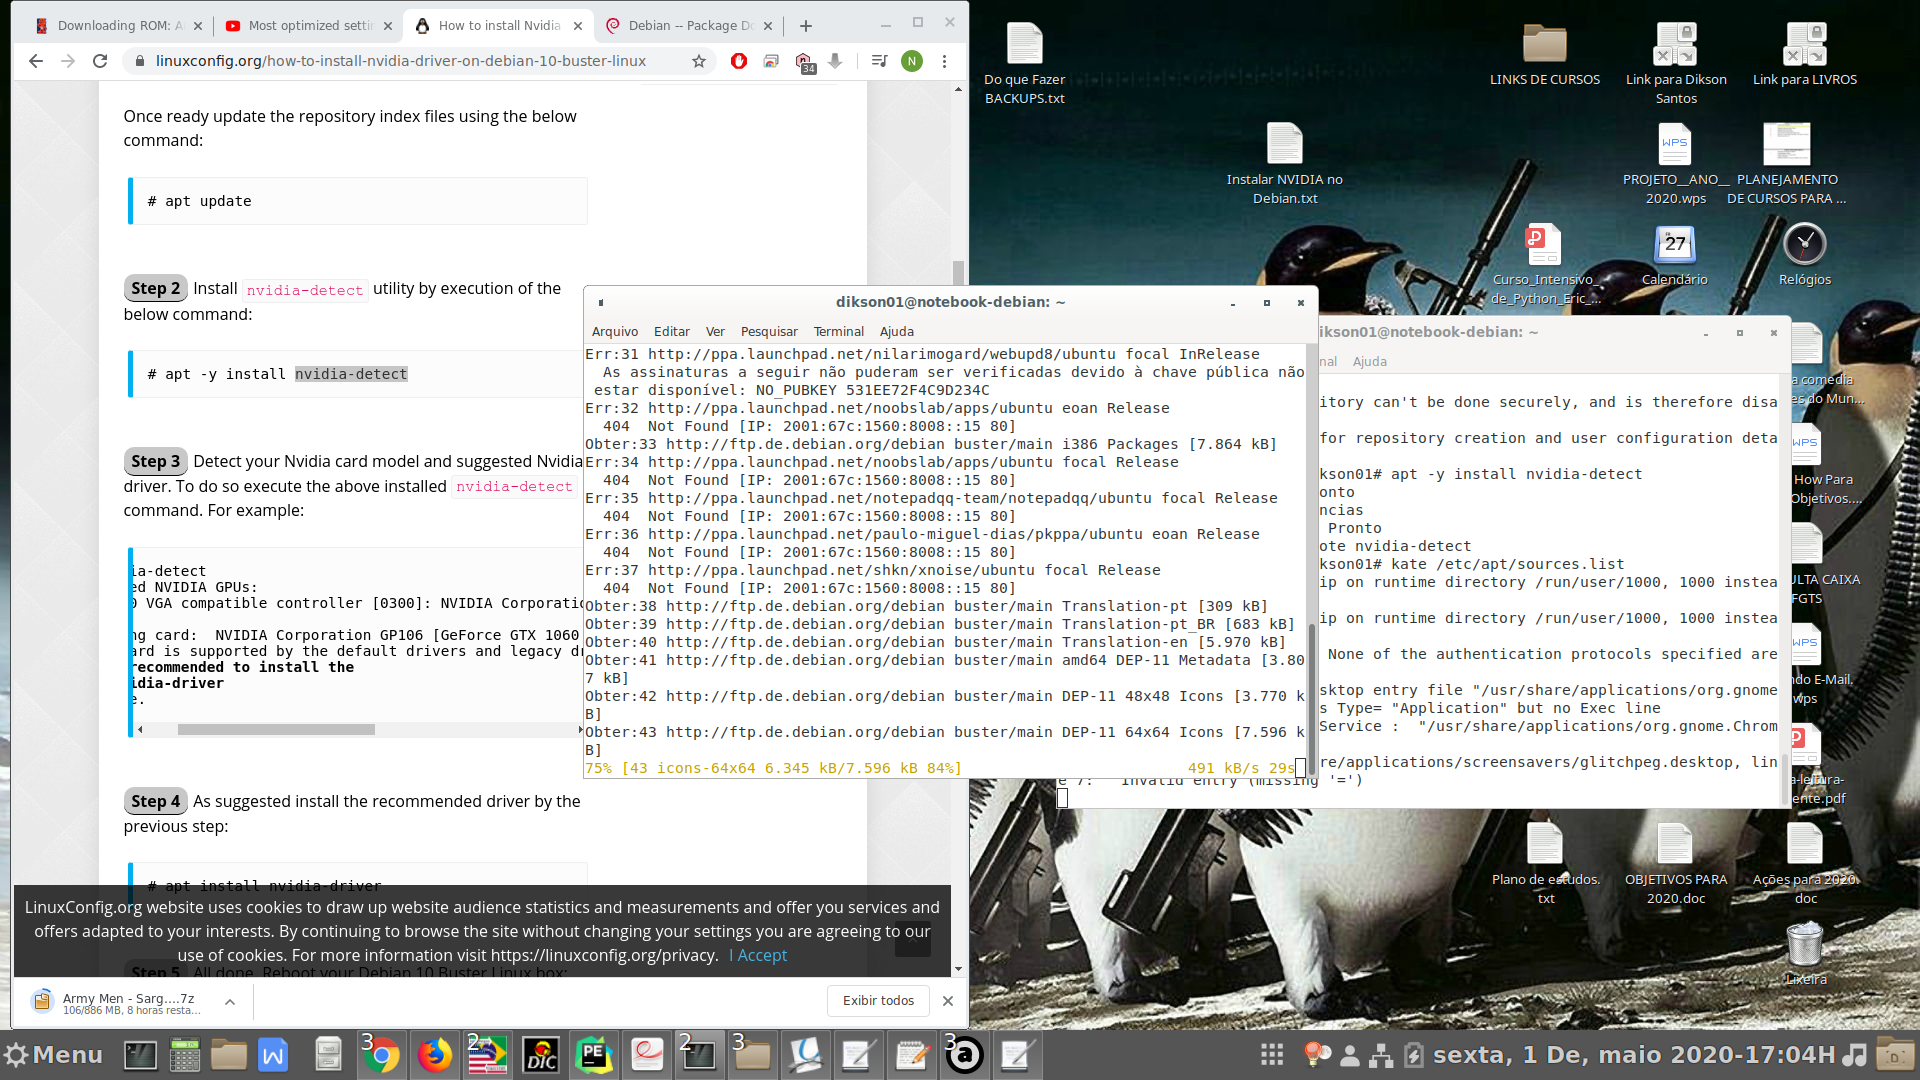 Downloading ROM: A
Most optimized settin
How to install Nvidia
Debian -- Package Do
linuxconfig.org/how-to-install-nvidia-driver-on-debian-10-buster-linux
34
N
Once ready update the repository index files using the below
command:
# apt update
Step 2 Install nvidia-detect utility by execution of the
below command:
# apt -y install nvidia-detect
Step 3 Detect your Nvidia card model and suggested Nvidia
driver. To do so execute the above installed nvidia-detect
command. For example:
ia-detect
ed NVIDIA GPUs:
0 VGA compatible controller [0300]: NVIDIA Corporatio
ng card:  NVIDIA Corporation GP106 [GeForce GTX 1060
ard is supported by the default drivers and legacy dr
recommended to install the
idia-driver
e.
Step 4 As suggested install the recommended driver by the
previous step:
# apt install nvidia-driver
LinuxConfig.org website uses cookies to draw up website audience statistics and measurements and offer you services and
offers adapted to your interests. By continuing to browse the site without changing your settings you are agreeing to our
use of cookies. For more information visit https://linuxconfig.org/privacy. I Accept
Step 5 All done. Reboot your Debian 10 Buster Linux box:
Army Men - Sarg....7z
106/886 MB, 8 horas resta...
Exibir todos
dikson01@notebook-debian: ~
Arquivo Editar Ver Pesquisar Terminal Ajuda
Err:31 http://ppa.launchpad.net/nilarimogard/webupd8/ubuntu focal InRelease
As assinaturas a seguir não puderam ser verificadas devido à chave pública não
estar disponível: NO_PUBKEY 531EE72F4C9D234C
Err:32 http://ppa.launchpad.net/noobslab/apps/ubuntu eoan Release
404  Not Found [IP: 2001:67c:1560:8008::15 80]
Obter:33 http://ftp.de.debian.org/debian buster/main i386 Packages [7.864 kB]
Err:34 http://ppa.launchpad.net/noobslab/apps/ubuntu focal Release
404  Not Found [IP: 2001:67c:1560:8008::15 80]
Err:35 http://ppa.launchpad.net/notepadqq-team/notepadqq/ubuntu focal Release
404  Not Found [IP: 2001:67c:1560:8008::15 80]
Err:36 http://ppa.launchpad.net/paulo-miguel-dias/pkppa/ubuntu eoan Release
404  Not Found [IP: 2001:67c:1560:8008::15 80]
Err:37 http://ppa.launchpad.net/shkn/xnoise/ubuntu focal Release
404  Not Found [IP: 2001:67c:1560:8008::15 80]
Obter:38 http://ftp.de.debian.org/debian buster/main Translation-pt [309 kB]
Obter:39 http://ftp.de.debian.org/debian buster/main Translation-pt_BR [683 kB]
Obter:40 http://ftp.de.debian.org/debian buster/main Translation-en [5.970 kB]
Obter:41 http://ftp.de.debian.org/debian buster/main amd64 DEP-11 Metadata [3.80
7 kB]
Obter:42 http://ftp.de.debian.org/debian buster/main DEP-11 48x48 Icons [3.770 k
B]
Obter:43 http://ftp.de.debian.org/debian buster/main DEP-11 64x64 Icons [7.596 k
B]
75% [43 icons-64x64 6.345 kB/7.596 kB 84%] 491 kB/s 29s
ikson01@notebook-debian: ~
nal Ajuda
itory can't be done securely, and is therefore disa
for repository creation and user configuration deta
kson01# apt -y install nvidia-detect
onto
ncias
Pronto
ote nvidia-detect
kson01# kate /etc/apt/sources.list
ip on runtime directory /run/user/1000, 1000 instea
ip on runtime directory /run/user/1000, 1000 instea
None of the authentication protocols specified are
sktop entry file "/usr/share/applications/org.gnome
s Type= "Application" but no Exec line
Service :  "/usr/share/applications/org.gnome.Chrom
re/applications/screensavers/glitchpeg.desktop, lin
e 7:  Invalid entry (missing '=')
Do que Fazer
BACKUPS.txt
LINKS DE CURSOS
Link para Dikson
Santos
Link para LIVROS
Instalar NVIDIA no
Debian.txt
WPS
PROJETO__ANO__
2020.wps
PLANEJAMENTO
DE CURSOS PARA ...
Curso_Intensivo_
de_Python_Eric_...
27
Calendário
Relógios
a comedia
es do Mun...
WPS
How Para
Objetivos....
ULTA CAIXA
FGTS
WPS
ndo E-Mail.
wps
a-leitura-
ente.pdf
Plano de estudos.
txt
OBJETIVOS PARA
2020.doc
Ações para 2020.
doc
Lixeira
Menu
W
3
2
DIC
PE
2
3
3
a
sexta, 1 De, maio 2020-17:04H
D